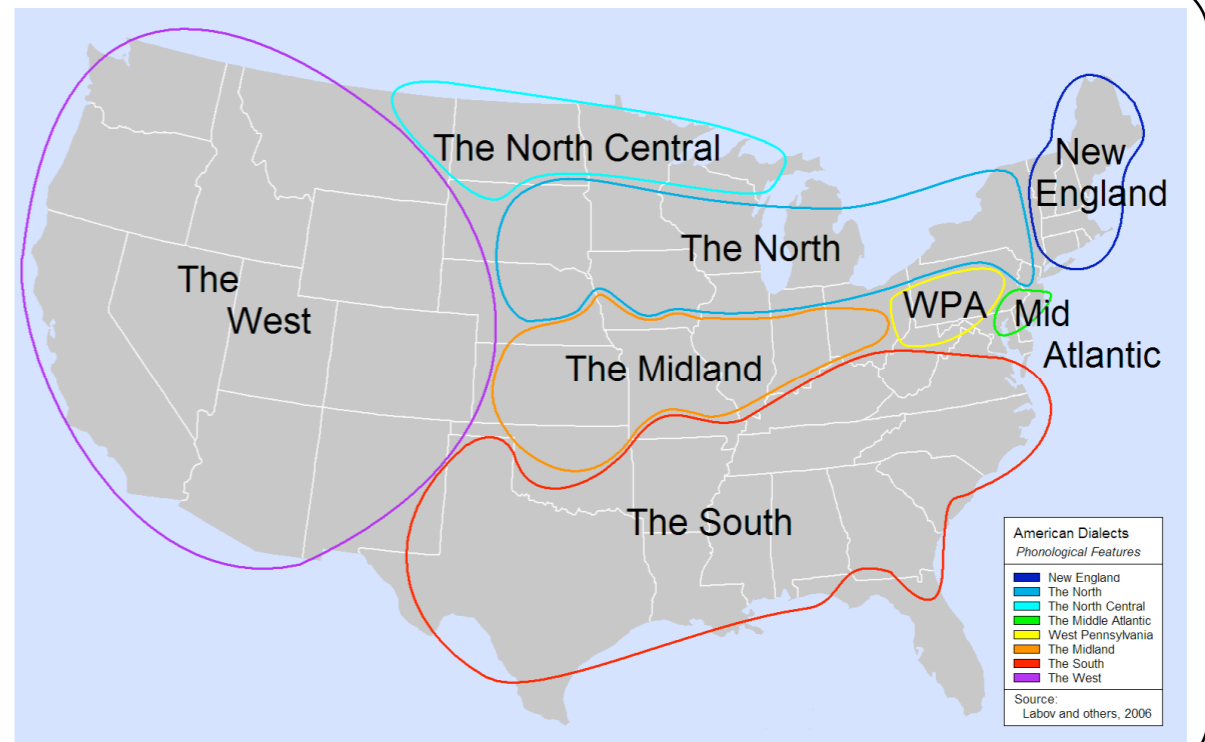 The North Central
New
England
The North
The
West
WPA
Mid
Atlantic
The Midland
The South
American Dialects
Phonological Features
New England
The North
The North Central
The Middle Atlantic
West Pennsylvania
The Midland
The South
The West
Source:
Labov and others, 2006